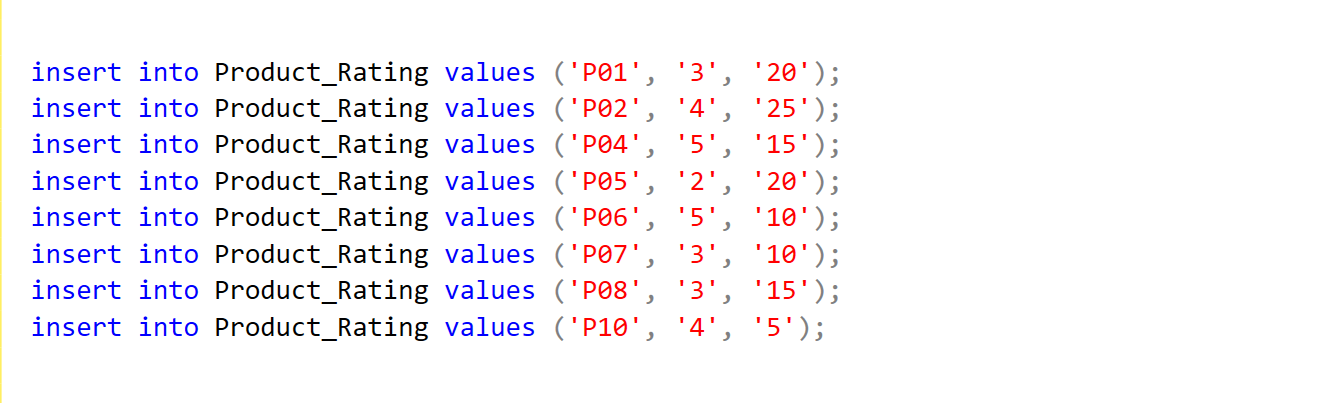 insert into Product_Rating values ('P01', '3', '20');
insert into Product_Rating values ('P02', '4', '25');
insert into Product_Rating values ('P04', '5', '15');
insert into Product_Rating values ('P05', '2', '20');
insert into Product_Rating values ('P06', '5', '10');
insert into Product_Rating values ('P07', '3', '10');
insert into Product_Rating values ('P08', '3', '15');
insert into Product_Rating values ('P10', '4', '5');